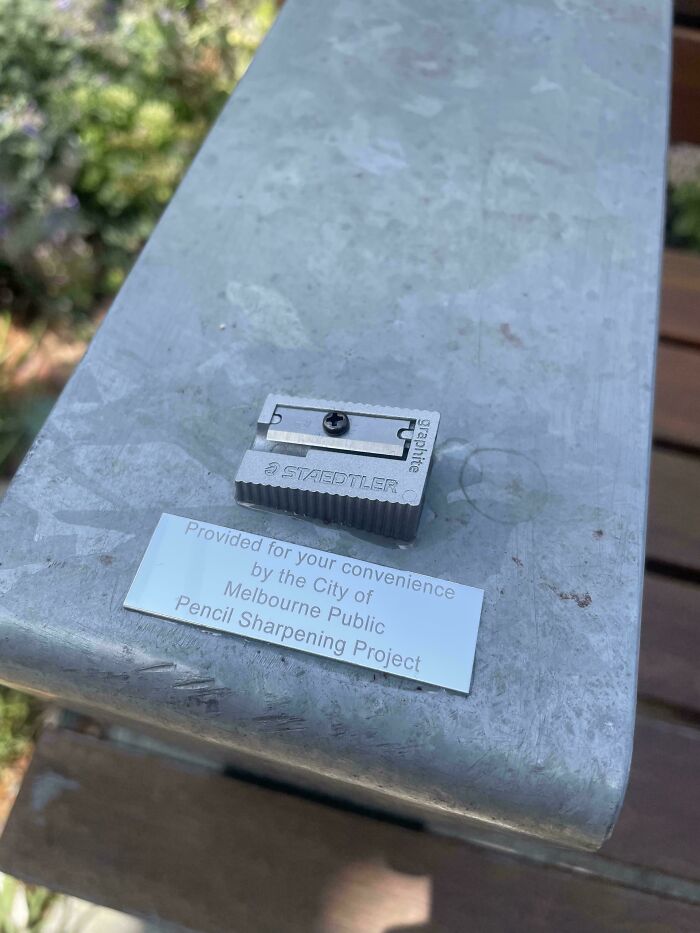 graphite
STAEDTLER
Provided for your convenience
by the City of
Melbourne Public
Pencil Sharpening Project